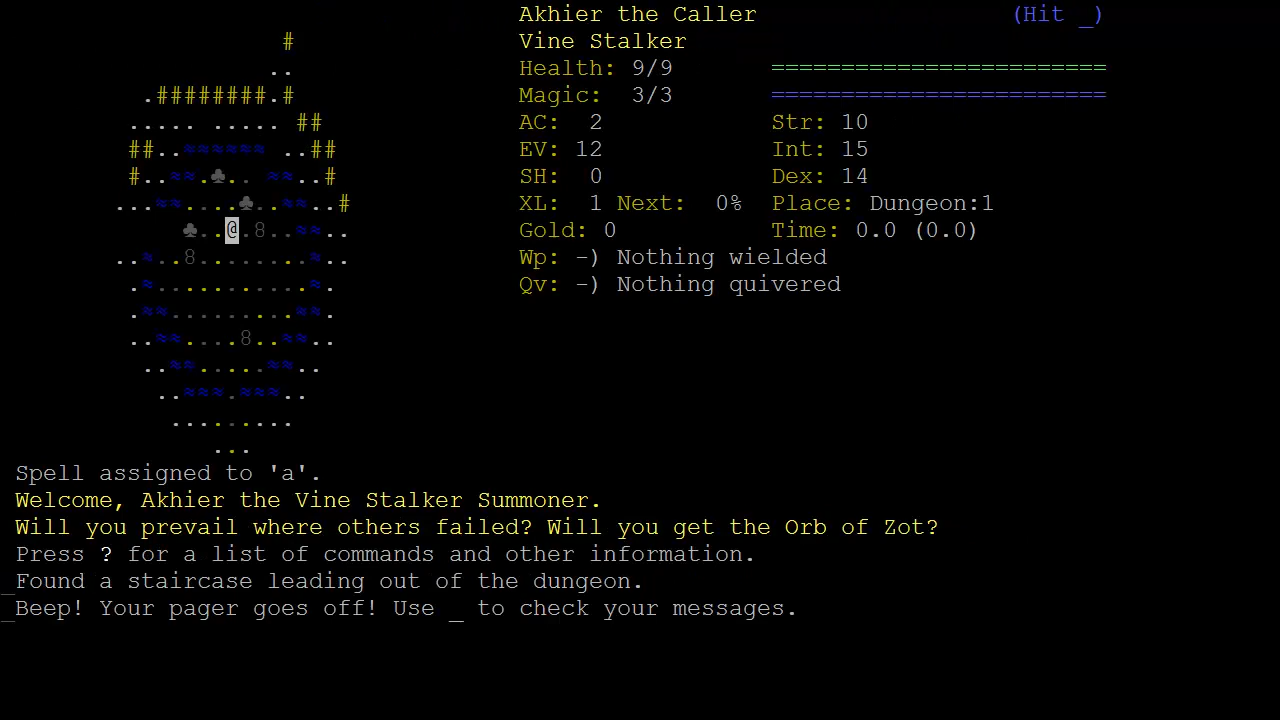 Akhier the Caller (Hit _)
Vine Stalker
Health: 9/9 ========================
Magic: 3/3 ========================
AC: 2 Str: 10
EV: 12 Int: 15
SH: 0 Dex: 14
XL: 1 Next: 0% Place: Dungeon:1
Gold: 0 Time: 0.0 (0.0)
Wp: -) Nothing wielded
Qv: -) Nothing quivered
Spell assigned to 'a'.
Welcome, Akhier the Vine Stalker Summoner.
Will you prevail where others failed? Will you get the Orb of Zot?
Press ? for a list of commands and other information.
_Found a staircase leading out of the dungeon.
_Beep! Your pager goes off! Use _ to check your messages.